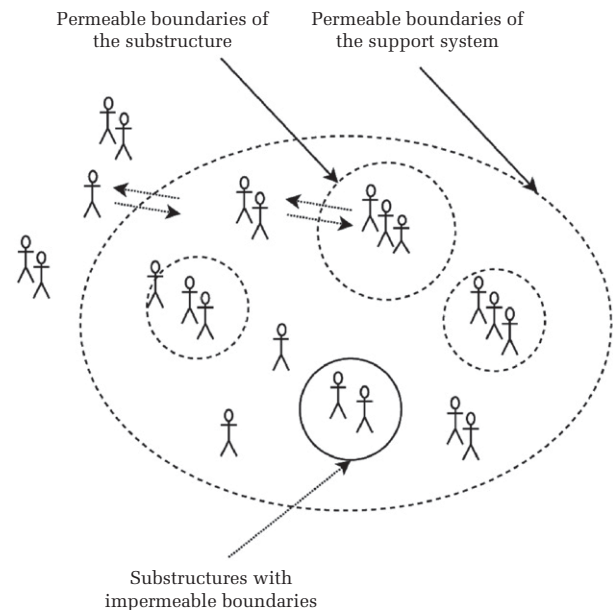 Permeable boundaries of
the substructure
Permeable boundaries of
the support system
Substructures with
impermeable boundaries